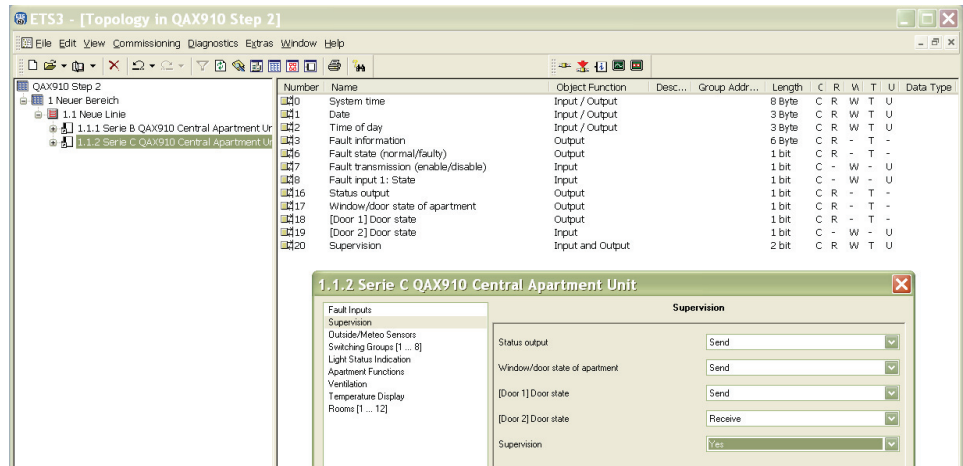 ETS3 - [Topology in QAX910 Step 2]
File Edit View Commissioning Diagnostics Extras Window Help
QAX910 Step 2
1 Neuer Bereich
1.1 Neue Linie
1.1.1 Serie B QAX910 Central Apartment Ur
1.1.2 Serie C QAX910 Central Apartment Ur
Number Name Object Function Desc... Group Addr... Length C R W T U Data Type
0 System time Input / Output 8 Byte C R W T U
1 Date Input / Output 3 Byte C R W T U
2 Time of day Input / Output 3 Byte C R W T U
3 Fault information Output 6 Byte C R - T -
6 Fault state (normal/faulty) Output 1 bit C R - T -
7 Fault transmission (enable/disable) Input 1 bit C - W - U
8 Fault input 1: State Input 1 bit C - W - U
16 Status output Output 1 bit C R - T -
17 Window/door state of apartment Output 1 bit C R - T -
18 [Door 1] Door state Output 1 bit C R - T -
19 [Door 2] Door state Input 1 bit C - W - U
20 Supervision Input and Output 2 bit C R W T U
1.1.2 Serie C QAX910 Central Apartment Unit
Fault Inputs
Supervision
Outside/Meteo Sensors
Switching Groups [1 ... 8]
Light Status Indication
Apartment Functions
Ventilation
Temperature Display
Rooms [1 ... 12]
Supervision
Status output Send
Window/door state of apartment Send
[Door 1] Door state Send
[Door 2] Door state Receive
Supervision Yes